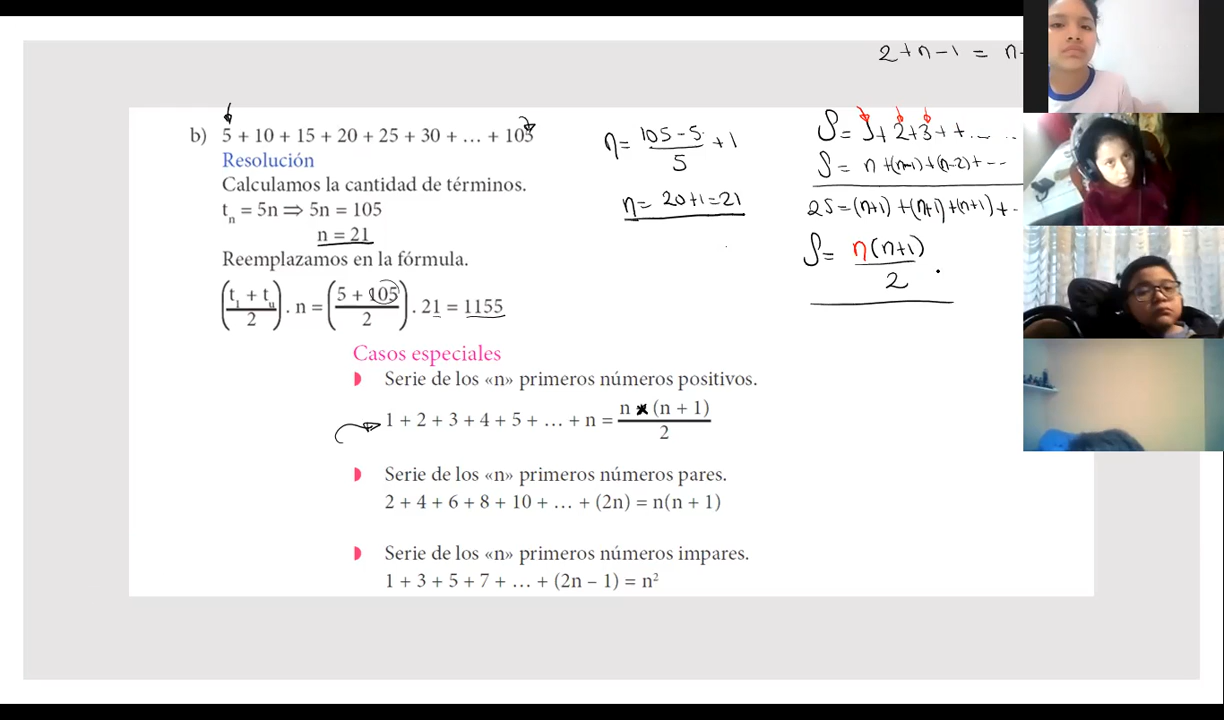 2 + n - 1 = n
b) 5 + 10 + 15 + 20 + 25 + 30 + … + 105
Resolución
Calculamos la cantidad de términos.
tₙ = 5n ⟹ 5n = 105
n = 21
Reemplazamos en la fórmula.
((t₁ + tᵤ)/2) . n = ((5 + 105)/2) . 21 = 1155
n = (105 - 5)/5 + 1
n = 20+1 = 21
S = 1 + 2 + 3 + + - - -
S = n + (n-1) + (n-2) + - - -
2S = (n+1) + (n+1) + (n+1) + -
S = n(n+1)/2 .
Casos especiales
Serie de los «n» primeros números positivos.
1 + 2 + 3 + 4 + 5 + … + n = n × (n + 1)/2
Serie de los «n» primeros números pares.
2 + 4 + 6 + 8 + 10 + … + (2n) = n(n + 1)
Serie de los «n» primeros números impares.
1 + 3 + 5 + 7 + … + (2n – 1) = n²